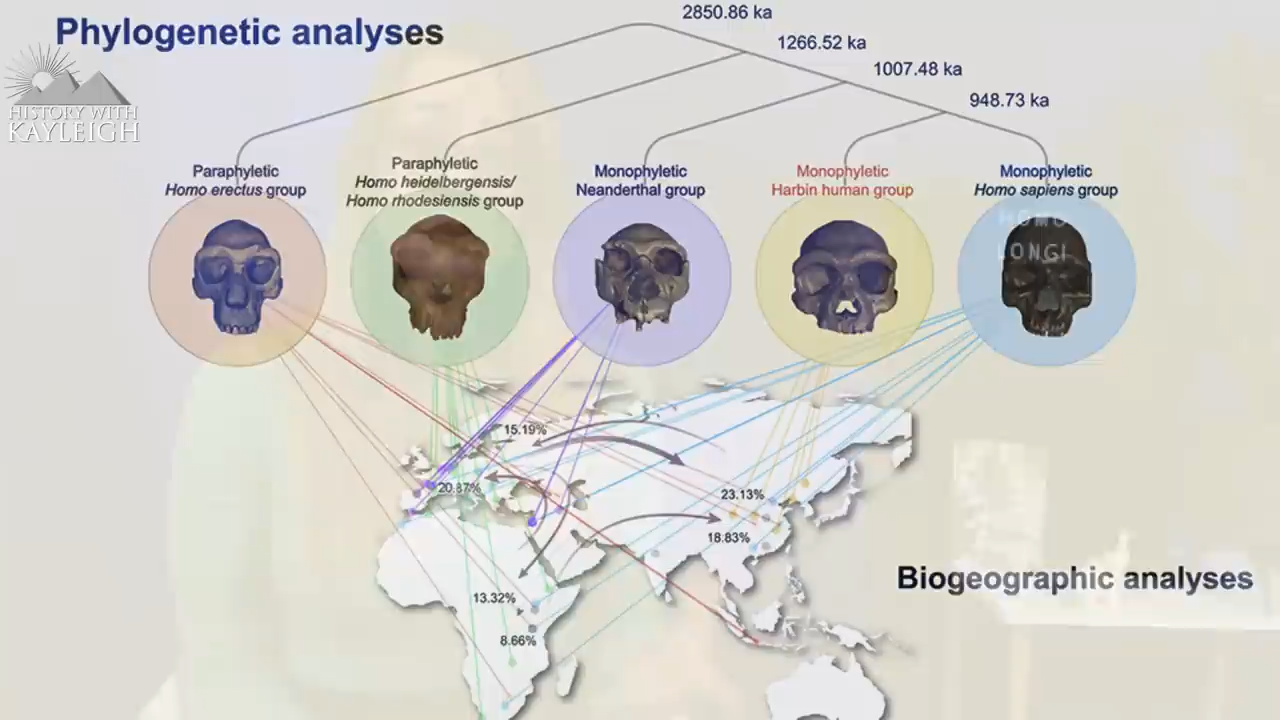 Phylogenetic analyses
HISTORY WITH
KAYLEIGH
2850.86 ka
1266.52 ka
1007.48 ka
948.73 ka
Paraphyletic
Homo erectus group
Paraphyletic
Homo heidelbergensis/
Homo rhodesiensis group
Monophyletic
Neanderthal group
Monophyletic
Harbin human group
Monophyletic
Homo sapiens group
HOMO
LONGI
15.19%
20.87%
23.13%
18.83%
13.32%
8.66%
Biogeographic analyses